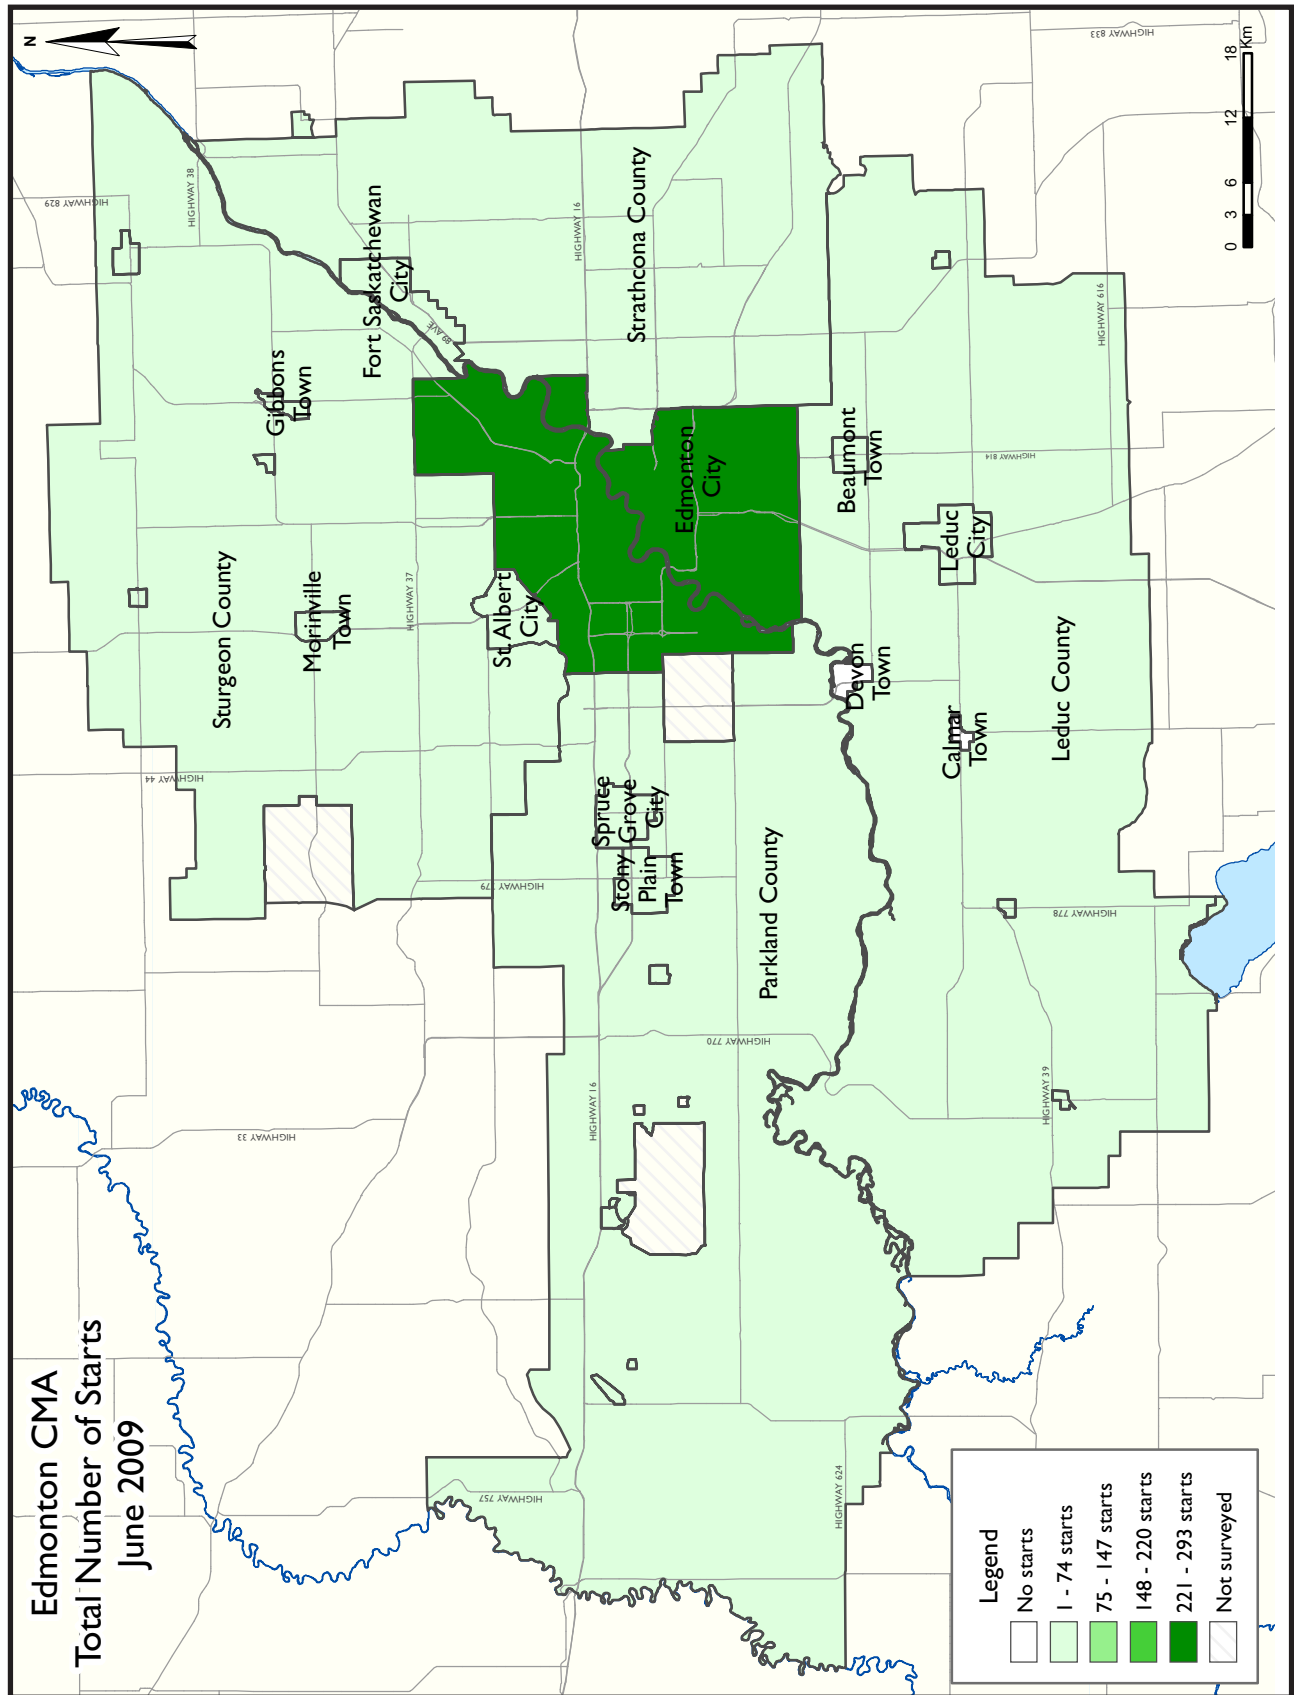 Edmonton CMA
Total Number of Starts
June 2009
N
HIGHWAY 833
HIGHWAY 829
HIGHWAY 38
HIGHWAY 44
HIGHWAY 37
HIGHWAY 33
HIGHWAY 779
HIGHWAY 757
HIGHWAY 16
HIGHWAY 16
89 AVE
HIGHWAY 770
HIGHWAY 624
HIGHWAY 814
HIGHWAY 616
HIGHWAY 778
HIGHWAY 39
Sturgeon County
Gibbons
Town
Morinville
Town
Fort Saskatchewan
City
St. Albert
City
Strathcona County
Edmonton
City
Spruce
Grove
City
Stony
Plain
Town
Parkland County
Beaumont
Town
Devon
Town
Leduc
City
Calmar
Town
Leduc County
Legend
No starts
1 - 74 starts
75 - 147 starts
148 - 220 starts
221 - 293 starts
Not surveyed
0 3 6 12 18
Km